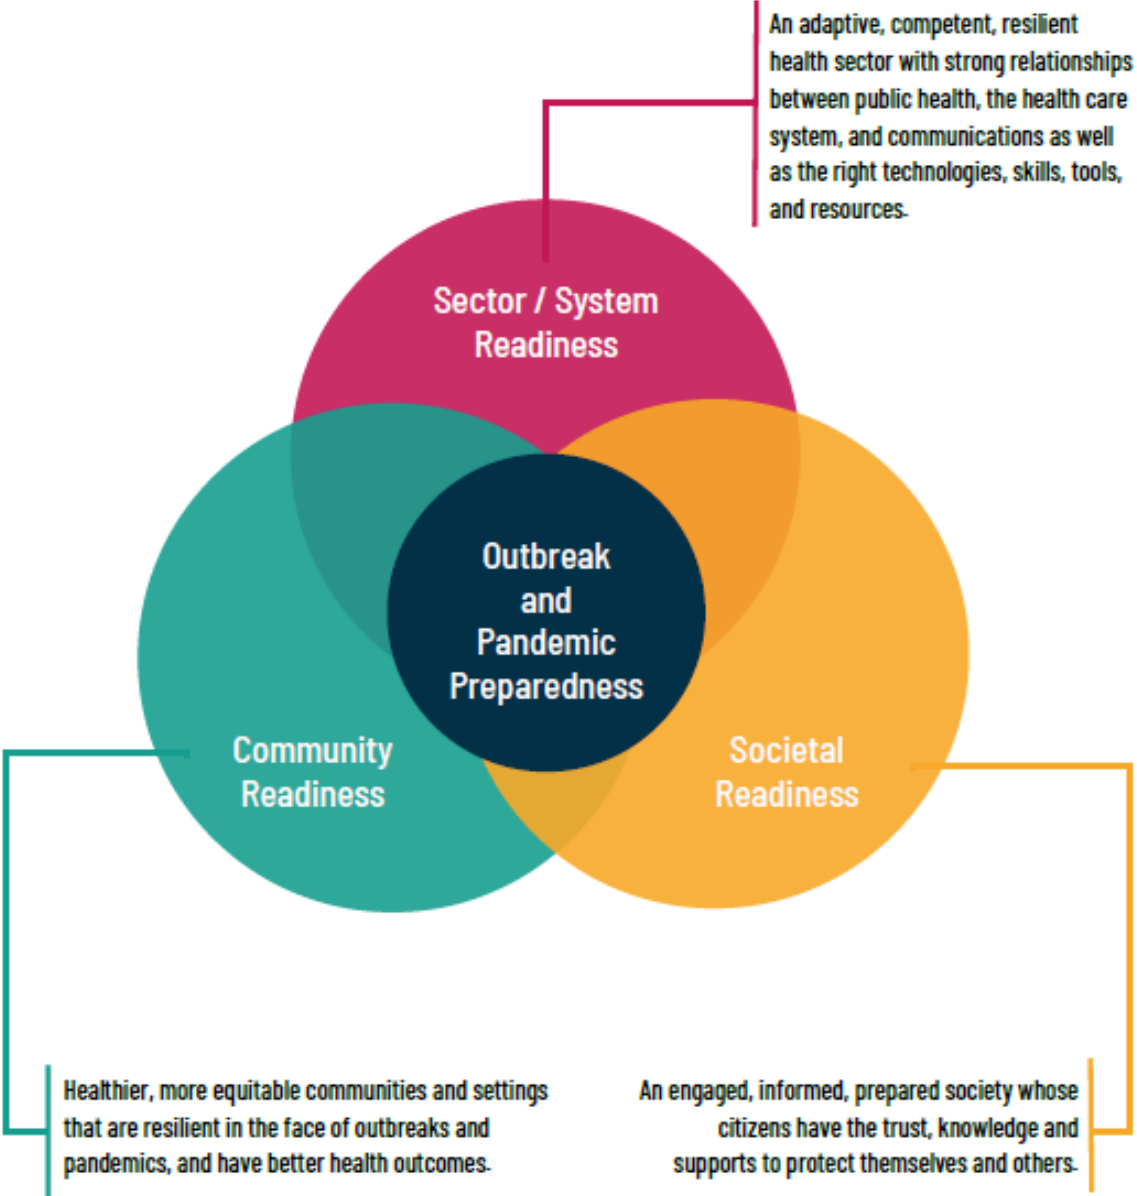 An adaptive, competent, resilient
health sector with strong relationships
between public health, the health care
system, and communications as well
as the right technologies, skills, tools,
and resources.
Sector / System
Readiness
Outbreak
and
Pandemic
Preparedness
Community
Readiness
Societal
Readiness
Healthier, more equitable communities and settings
that are resilient in the face of outbreaks and
pandemics, and have better health outcomes.
An engaged, informed, prepared society whose
citizens have the trust, knowledge and
supports to protect themselves and others.